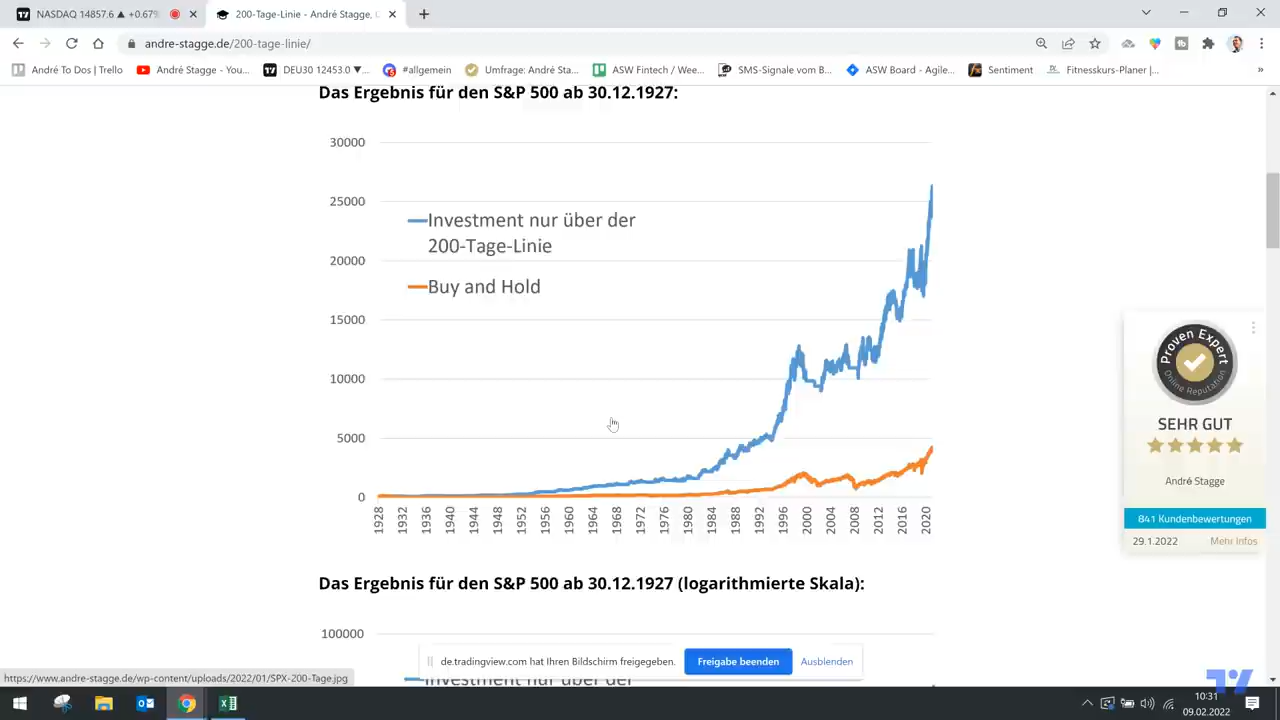 NASDAQ 14857.6 ▲ +0.67%
200-Tage-Linie - André Stagge, C
andre-stagge.de/200-tage-linie/
André To Dos | Trello
André Stagge - You...
DEU30 12453.0 ▼...
#allgemein
Umfrage: André Sta...
ASW Fintech / Wee...
SMS-Signale vom B...
ASW Board - Agile...
Sentiment
Fitnesskurs-Planer |...
»
Das Ergebnis für den S&P 500 ab 30.12.1927:
30000
25000
20000
15000
10000
5000
0
Investment nur über der
200-Tage-Linie
Buy and Hold
1928
1932
1936
1940
1944
1948
1952
1956
1960
1964
1968
1972
1976
1980
1984
1988
1992
1996
2000
2004
2008
2012
2016
2020
Proven Expert
Online Reputation
SEHR GUT
André Stagge
841 Kundenbewertungen
29.1.2022 Mehr Infos
Das Ergebnis für den S&P 500 ab 30.12.1927 (logarithmierte Skala):
100000
de.tradingview.com hat Ihren Bildschirm freigegeben.
Freigabe beenden
Ausblenden
Investment nur über der
https://www.andre-stagge.de/wp-content/uploads/2022/01/SPX-200-Tage.jpg
10:31
09.02.2022